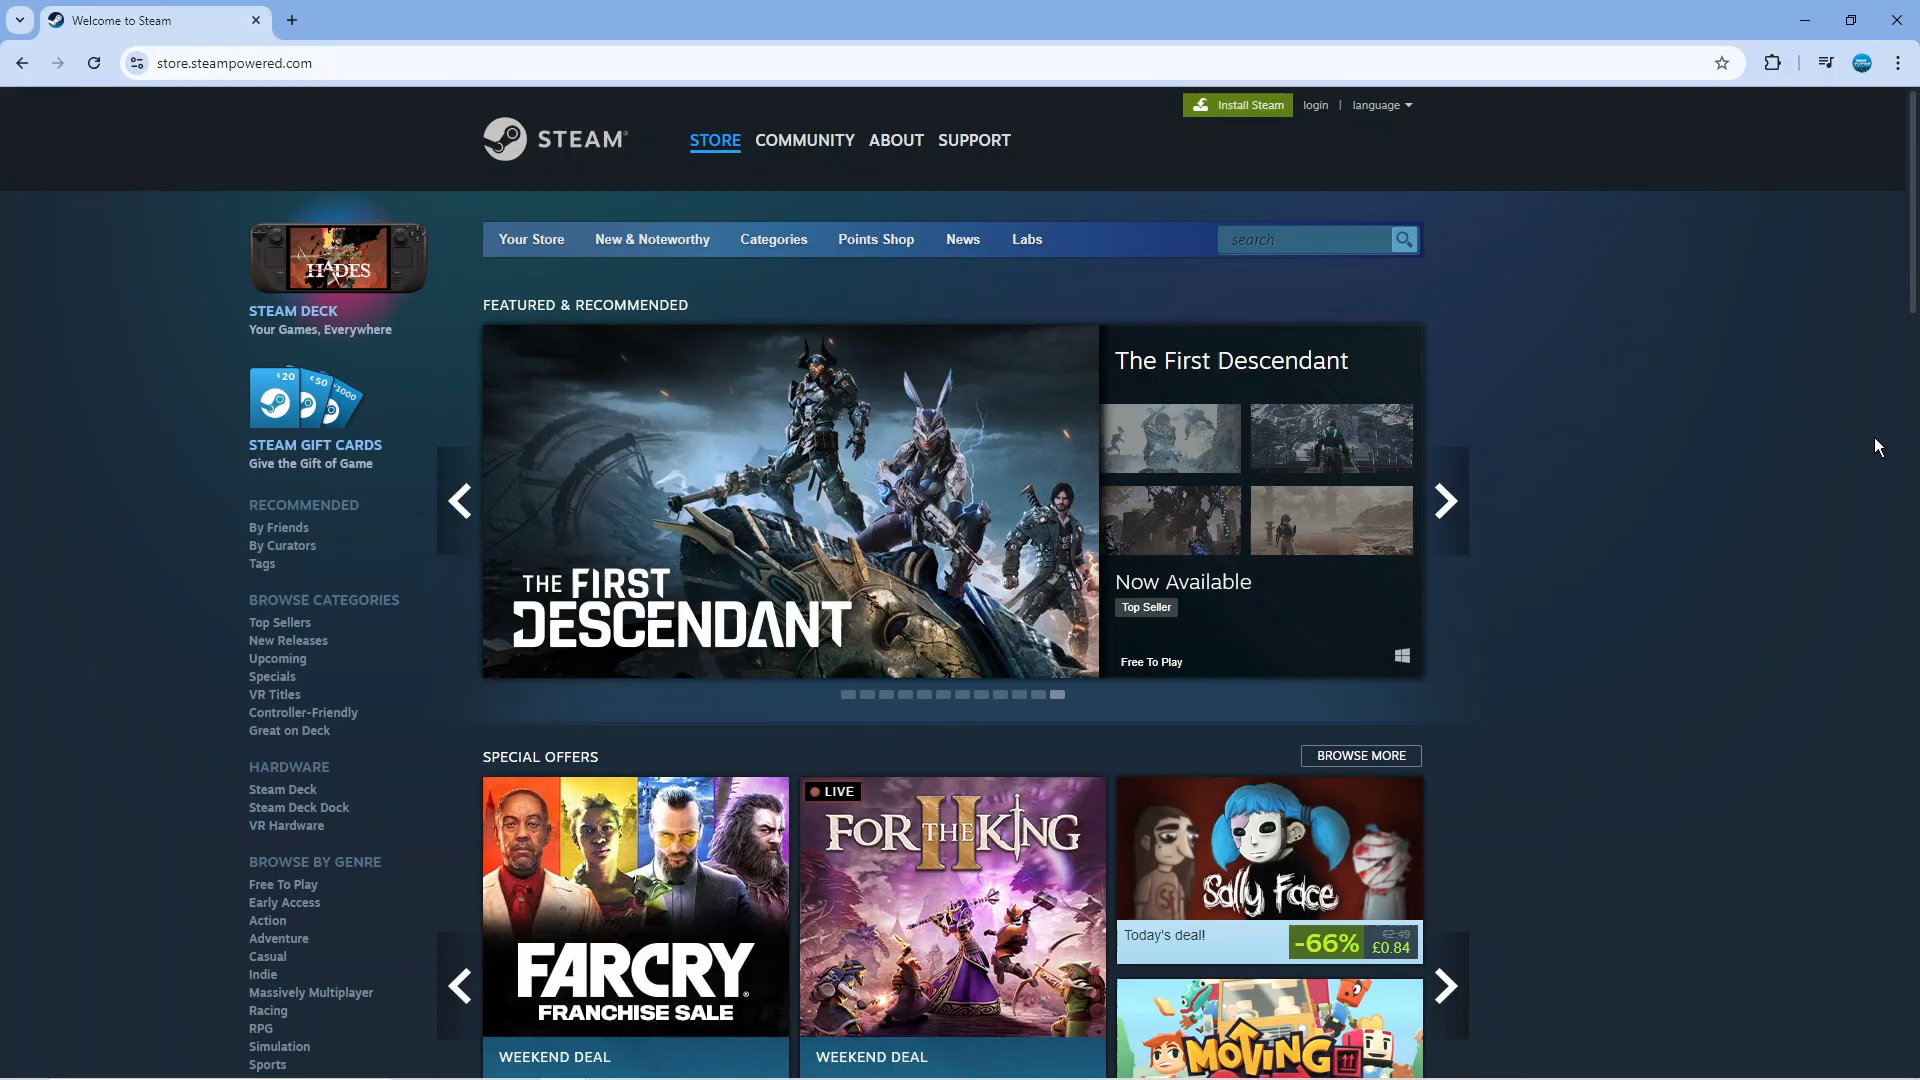 Welcome to Steam
store.steampowered.com
Install Steam login | language
STEAM® STORE COMMUNITY ABOUT SUPPORT
Your Store New & Noteworthy Categories Points Shop News Labs search
HADES
STEAM DECK
Your Games, Everywhere
$20 €50 ¥1000
STEAM GIFT CARDS
Give the Gift of Game
RECOMMENDED
By Friends
By Curators
Tags
BROWSE CATEGORIES
Top Sellers
New Releases
Upcoming
Specials
VR Titles
Controller-Friendly
Great on Deck
HARDWARE
Steam Deck
Steam Deck Dock
VR Hardware
BROWSE BY GENRE
Free To Play
Early Access
Action
Adventure
Casual
Indie
Massively Multiplayer
Racing
RPG
Simulation
Sports
FEATURED & RECOMMENDED
THE FIRST
DESCENDANT
The First Descendant
Now Available
Top Seller
Free To Play
SPECIAL OFFERS
BROWSE MORE
FARCRY®
FRANCHISE SALE
WEEKEND DEAL
LIVE
FOR THE KING
II
WEEKEND DEAL
Sally Face
Today's deal!
-66%
£2.49
£0.84
MOVING